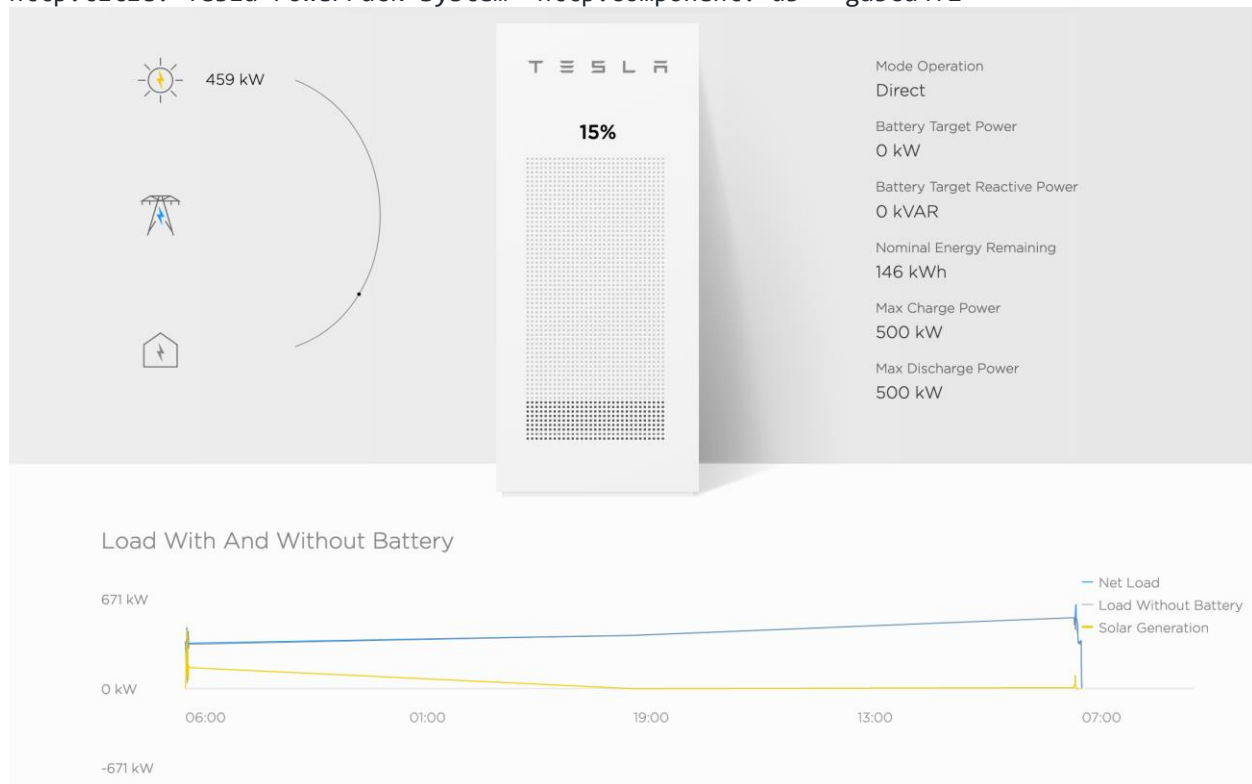 459 kW
TESLA
15%
Mode Operation
Direct
Battery Target Power
0 kW
Battery Target Reactive Power
0 kVAR
Nominal Energy Remaining
146 kWh
Max Charge Power
500 kW
Max Discharge Power
500 kW
Load With And Without Battery
671 kW
0 kW
-671 kW
Net Load
Load Without Battery
Solar Generation
06:00
01:00
19:00
13:00
07:00